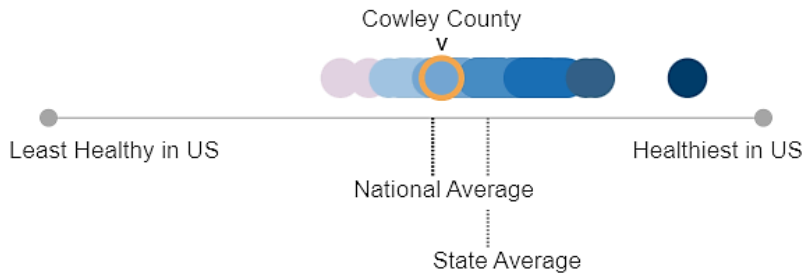 Cowley County
v
Least Healthy in US
Healthiest in US
National Average
State Average